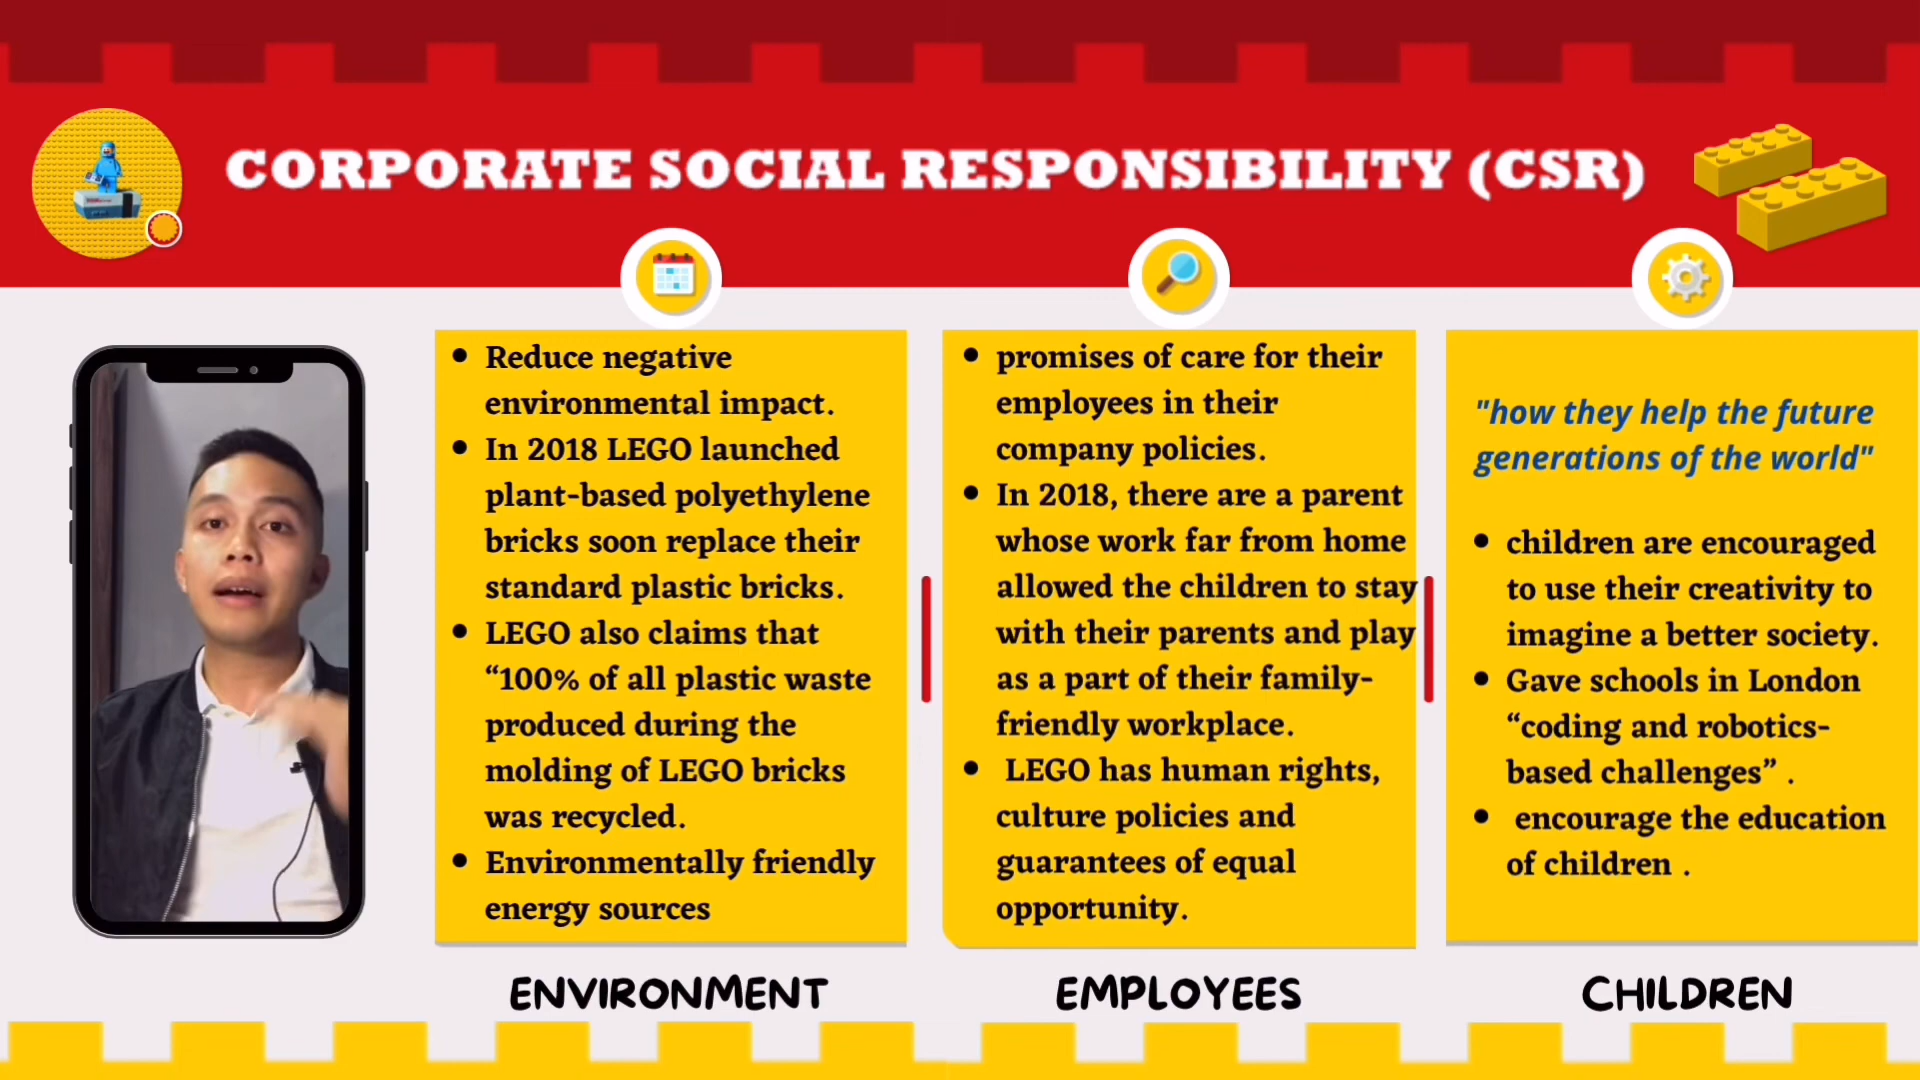 CORPORATE SOCIAL RESPONSIBILITY (CSR)
• Reduce negative
environmental impact.
• In 2018 LEGO launched
plant-based polyethylene
bricks soon replace their
standard plastic bricks.
• LEGO also claims that
“100% of all plastic waste
produced during the
molding of LEGO bricks
was recycled.
• Environmentally friendly
energy sources
ENVIRONMENT
• promises of care for their
employees in their
company policies.
• In 2018, there are a parent
whose work far from home
allowed the children to stay
with their parents and play
as a part of their family-
friendly workplace.
• LEGO has human rights,
culture policies and
guarantees of equal
opportunity.
EMPLOYEES
"how they help the future
generations of the world"
• children are encouraged
to use their creativity to
imagine a better society.
• Gave schools in London
“coding and robotics-
based challenges” .
• encourage the education
of children .
CHILDREN